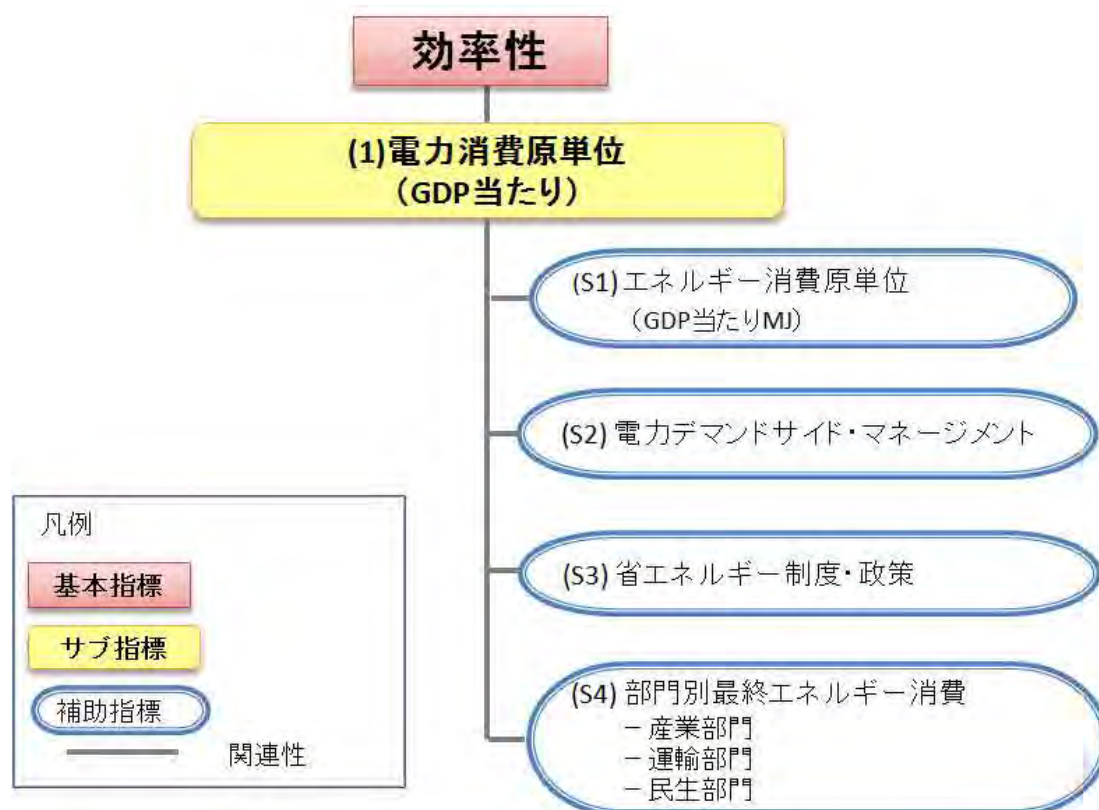 効率性
(1)電力消費原単位
（GDP当たり）
(S1) エネルギー消費原単位
（GDP当たりMJ）
(S2) 電力デマンドサイド・マネージメント
(S3) 省エネルギー制度・政策
(S4) 部門別最終エネルギー消費
－産業部門
－運輸部門
－民生部門
凡例
基本指標
サブ指標
補助指標
関連性